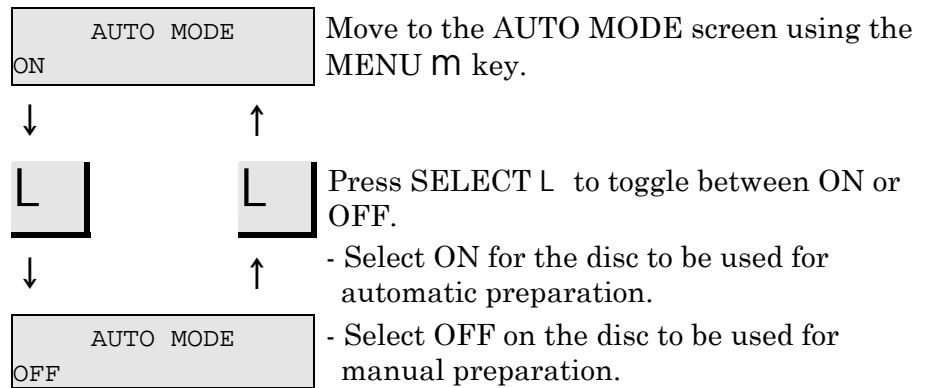 AUTO MODE
ON
Move to the AUTO MODE screen using the
MENU m key.
↓ ↑
L L
Press SELECT L to toggle between ON or
OFF.
↓ ↑
- Select ON for the disc to be used for
automatic preparation.
AUTO MODE
OFF
- Select OFF on the disc to be used for
manual preparation.